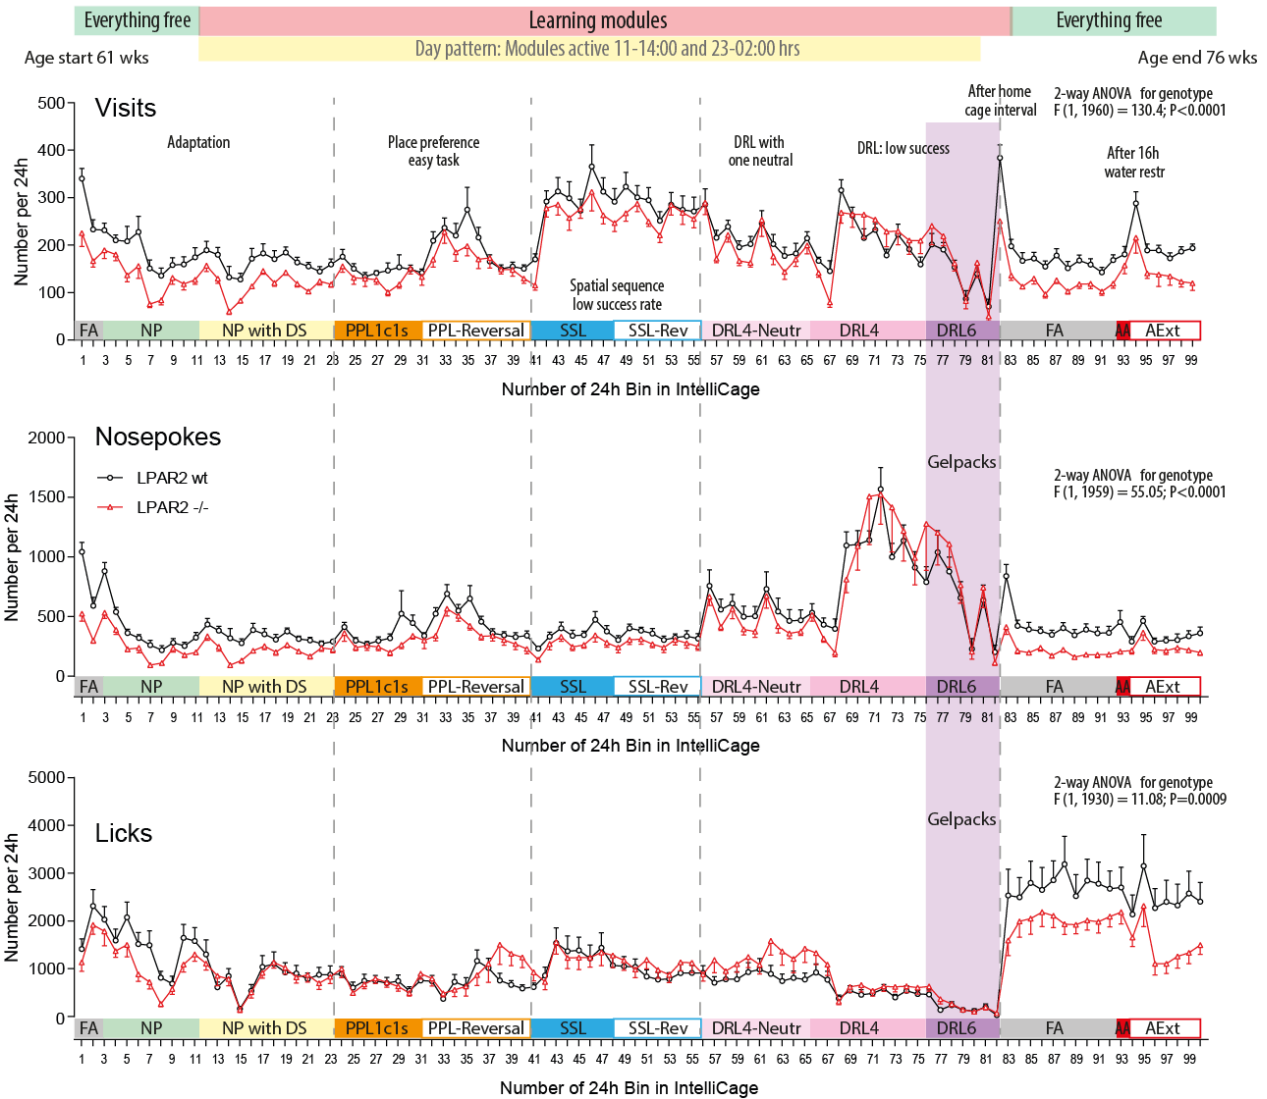 Everything free Learning modules Everything free
Day pattern: Modules active 11-14:00 and 23-02:00 hrs
Age start 61 wks Age end 76 wks
Visits
Number per 24h
500
400
300
200
100
0
Adaptation
Place preference
easy task
Spatial sequence
low success rate
DRL with
one neutral
DRL: low success
After home
cage interval
2-way ANOVA for genotype
F (1, 1960) = 130.4; P<0.0001
After 16h
water restr
FA NP NP with DS PPL1c1s PPL-Reversal SSL SSL-Rev DRL4-Neutr DRL4 DRL6 FA AA AExt
1 3 5 7 9 11 13 15 17 19 21 23 25 27 29 31 33 35 37 39 41 43 45 47 49 51 53 55 57 59 61 63 65 67 69 71 73 75 77 79 81 83 85 87 89 91 93 95 97 99
Number of 24h Bin in IntelliCage
Nosepokes
Number per 24h
2000
1500
1000
500
0
LPAR2 wt
LPAR2 -/-
Gelpacks
2-way ANOVA for genotype
F (1, 1959) = 55.05; P<0.0001
FA NP NP with DS PPL1c1s PPL-Reversal SSL SSL-Rev DRL4-Neutr DRL4 DRL6 FA AA AExt
1 3 5 7 9 11 13 15 17 19 21 23 25 27 29 31 33 35 37 39 41 43 45 47 49 51 53 55 57 59 61 63 65 67 69 71 73 75 77 79 81 83 85 87 89 91 93 95 97 99
Number of 24h Bin in IntelliCage
Licks
Number per 24h
5000
4000
3000
2000
1000
0
Gelpacks
2-way ANOVA for genotype
F (1, 1930) = 11.08; P=0.0009
FA NP NP with DS PPL1c1s PPL-Reversal SSL SSL-Rev DRL4-Neutr DRL4 DRL6 FA AA AExt
1 3 5 7 9 11 13 15 17 19 21 23 25 27 29 31 33 35 37 39 41 43 45 47 49 51 53 55 57 59 61 63 65 67 69 71 73 75 77 79 81 83 85 87 89 91 93 95 97 99
Number of 24h Bin in IntelliCage